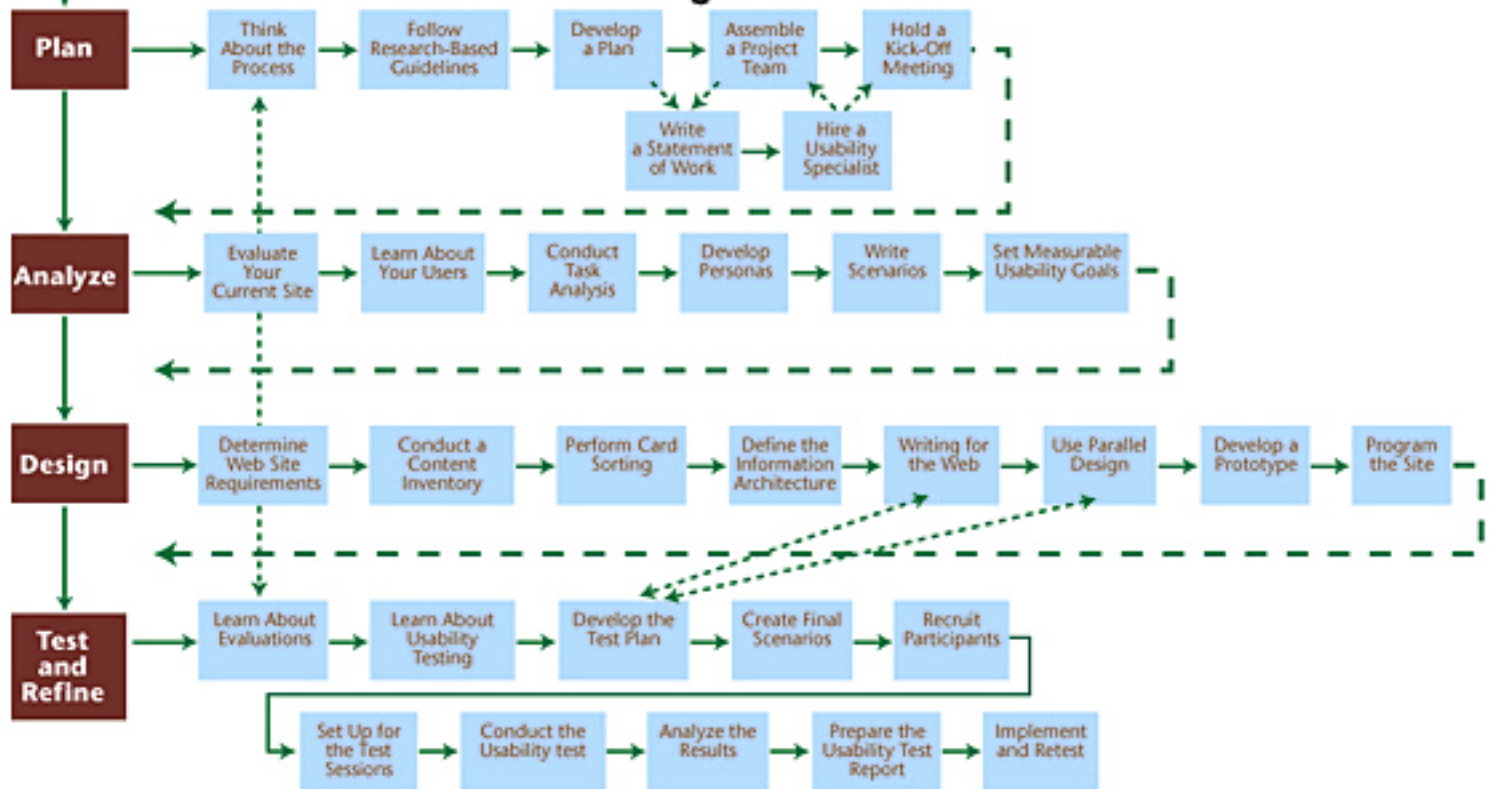 Plan
Think
About the
Process
Follow
Research-Based
Guidelines
Develop
a Plan
Assemble
a Project
Team
Hold a
Kick-Off
Meeting
Write
a Statement
of Work
Hire a
Usability
Specialist
Analyze
Evaluate
Your
Current Site
Learn About
Your Users
Conduct
Task
Analysis
Develop
Personas
Write
Scenarios
Set Measurable
Usability Goals
Design
Determine
Web Site
Requirements
Conduct a
Content
Inventory
Perform Card
Sorting
Define the
Information
Architecture
Writing for
the Web
Use Parallel
Design
Develop a
Prototype
Program
the Site
Test
and
Refine
Learn About
Evaluations
Learn About
Usability
Testing
Develop the
Test Plan
Create Final
Scenarios
Recruit
Participants
Set Up for
the Test
Sessions
Conduct the
Usability test
Analyze the
Results
Prepare the
Usability Test
Report
Implement
and Retest